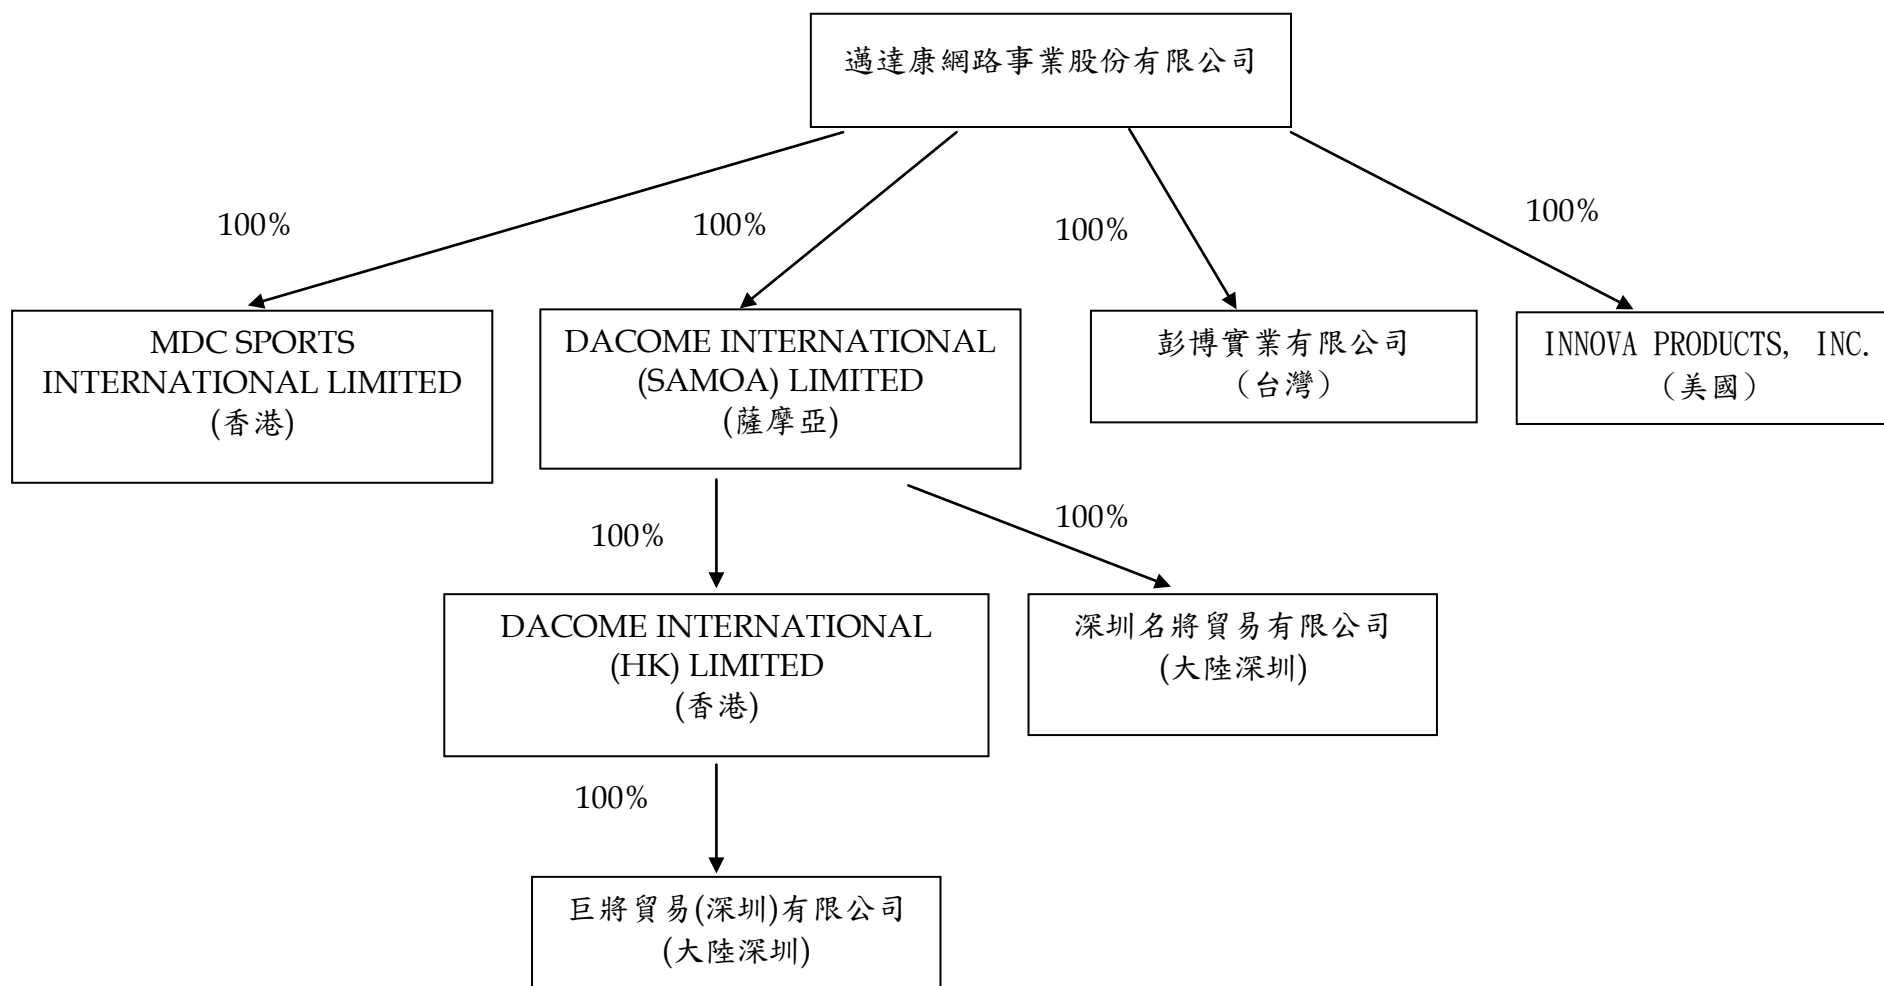 邁達康網路事業股份有限公司
100%
100%
100%
100%
MDC SPORTS
INTERNATIONAL LIMITED
(香港)
DACOME INTERNATIONAL
(SAMOA) LIMITED
(薩摩亞)
彭博實業有限公司
（台灣）
INNOVA PRODUCTS, INC.
（美國）
100%
100%
DACOME INTERNATIONAL
(HK) LIMITED
(香港)
深圳名將貿易有限公司
(大陸深圳)
100%
巨將貿易(深圳)有限公司
(大陸深圳)